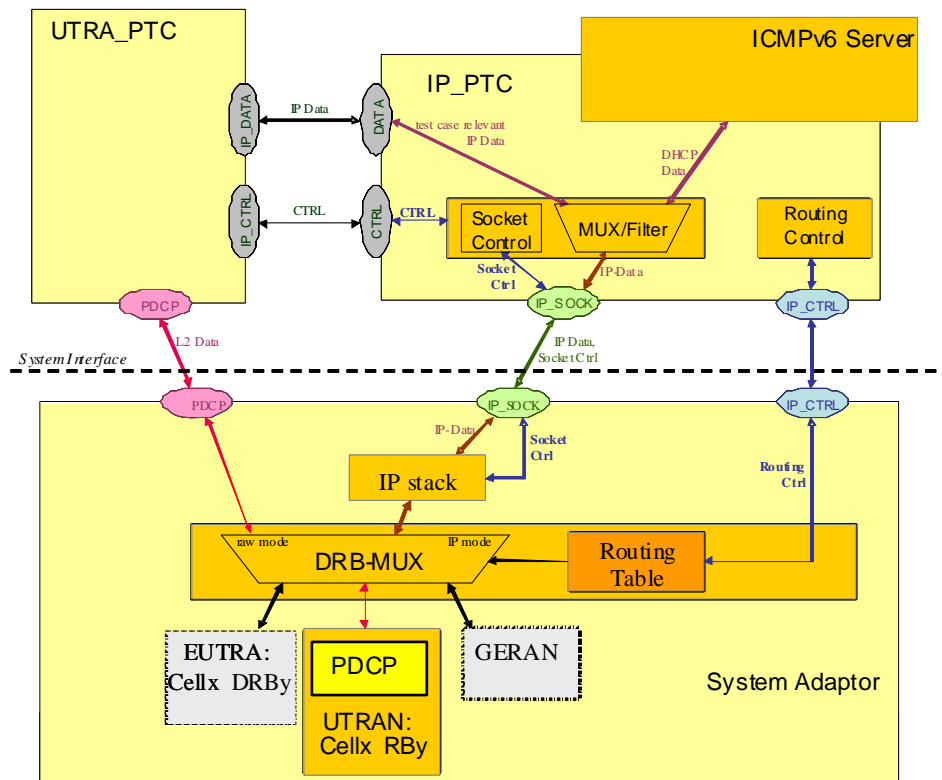 UTRA_PTC
ICMPv6 Server
IP_PTC
IP_DATA
IP Data
DATA
test case relevant
IP Data
DHCP
Data
IP_CTRL
CTRL
CTRL
CTRL
Socket
Control
MUX/Filter
Routing
Control
Socket
Ctrl
IP-Data
PDCP
IP_SOCK
IP_CTRL
L2 Data
IP Data,
Socket Ctrl
System Interface
PDCP
IP_SOCK
IP_CTRL
IP-Data
Socket
Ctrl
Routing
Ctrl
IP stack
raw mode
IP mode
DRB-MUX
Routing
Table
EUTRA:
Cellx DRBy
PDCP
UTRAN:
Cellx RBy
GERAN
System Adaptor